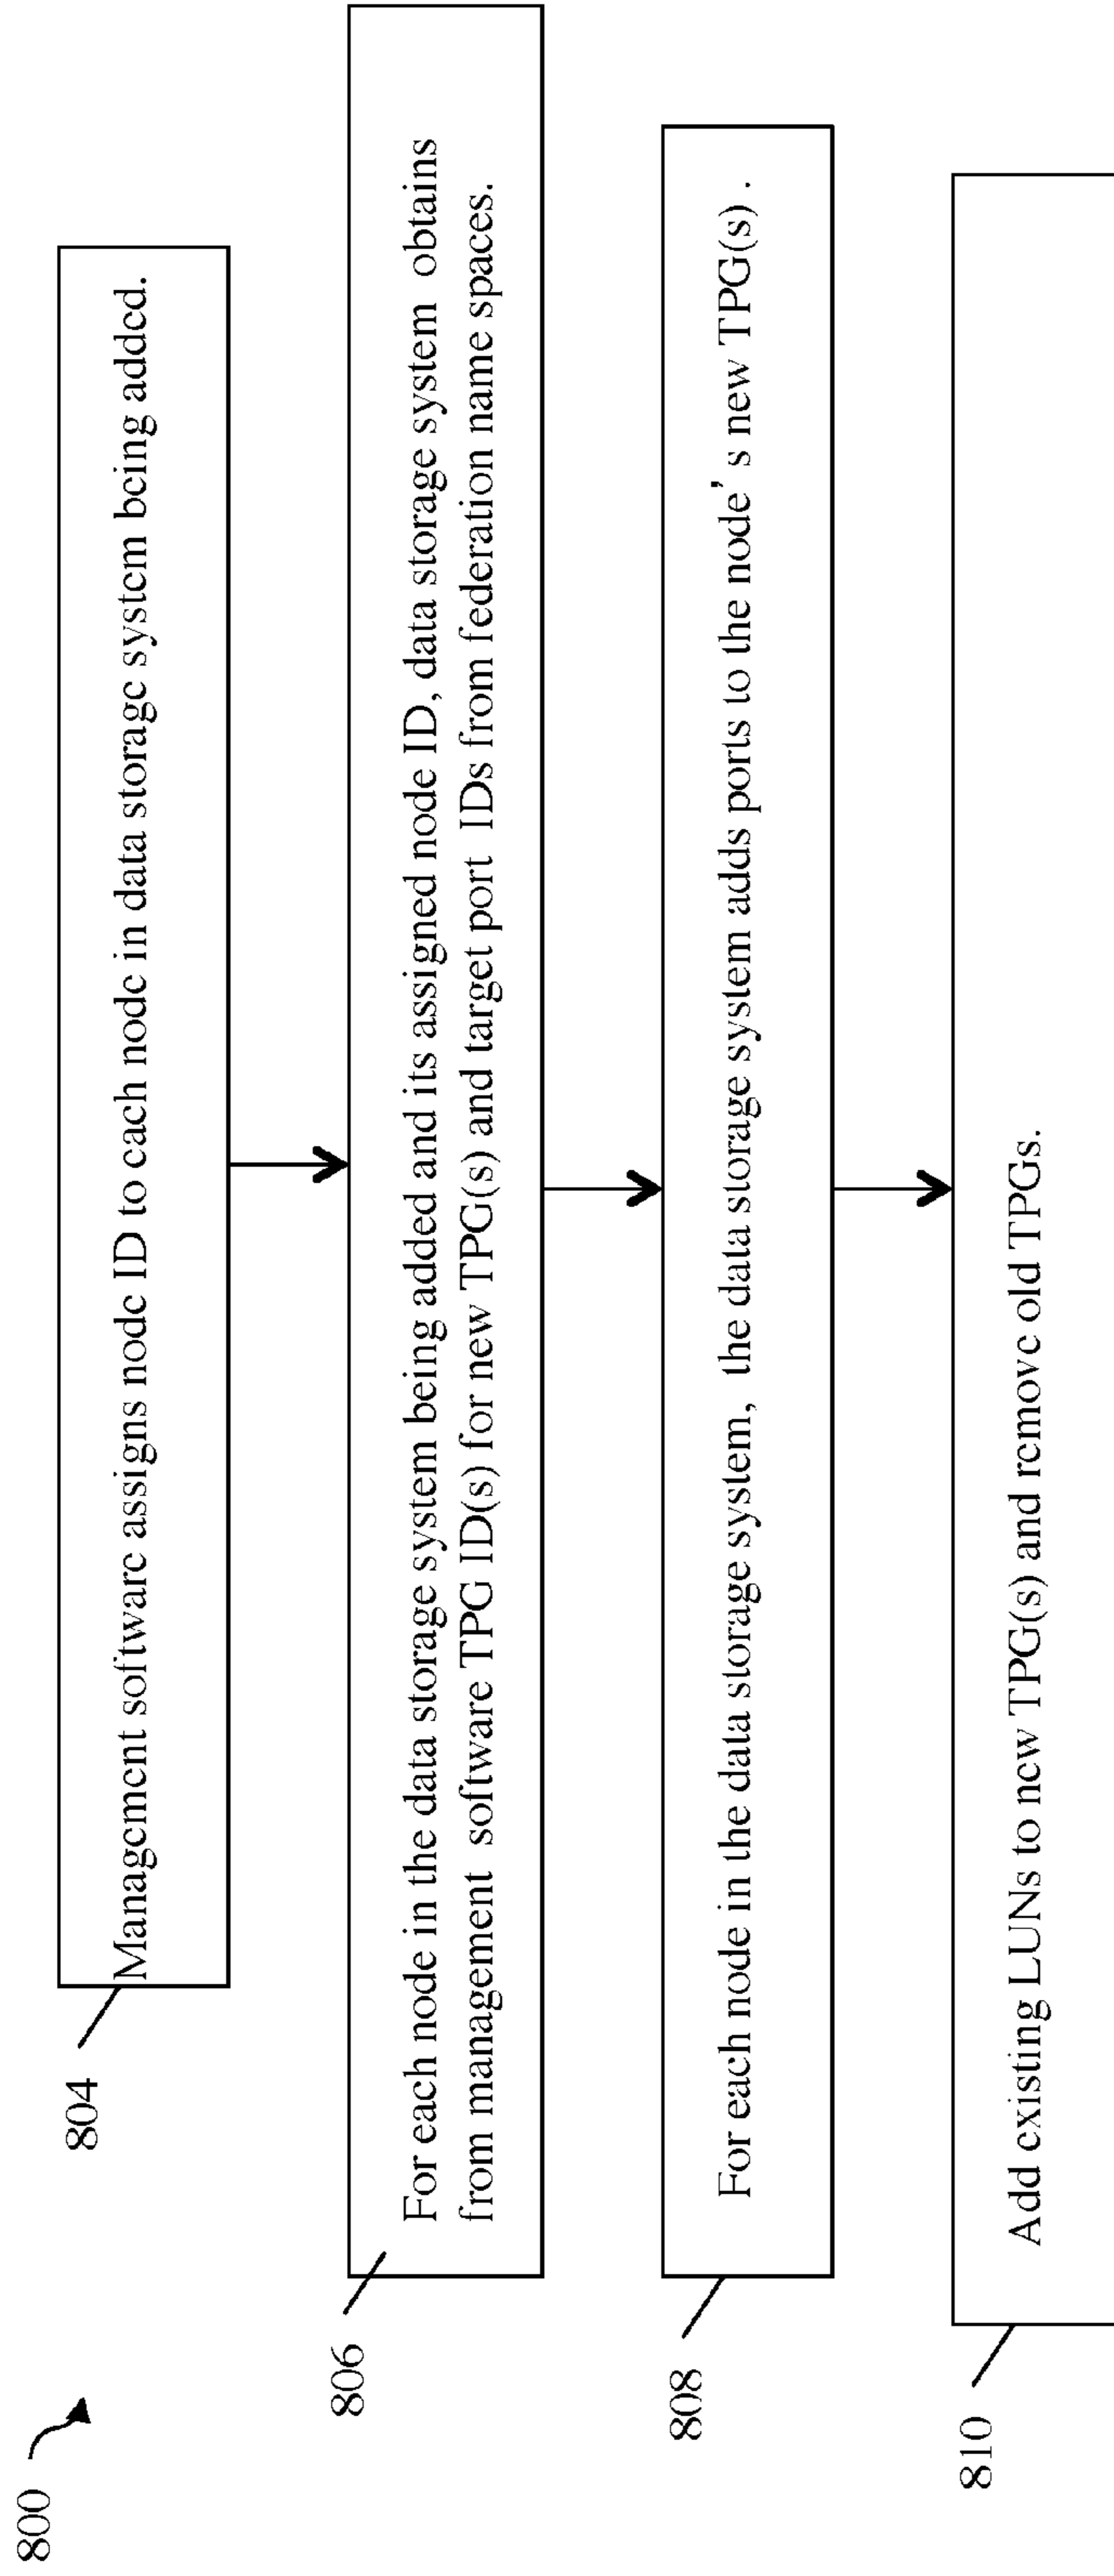 800
804
Management software assigns node ID to each node in data storage system being added.
806
For each node in the data storage system being added and its assigned node ID, data storage system obtains
from management software TPG ID(s) for new TPG(s) and target port IDs from federation name spaces.
808
For each node in the data storage system, the data storage system adds ports to the node's new TPG(s).
810
Add existing LUNs to new TPG(s) and remove old TPGs.